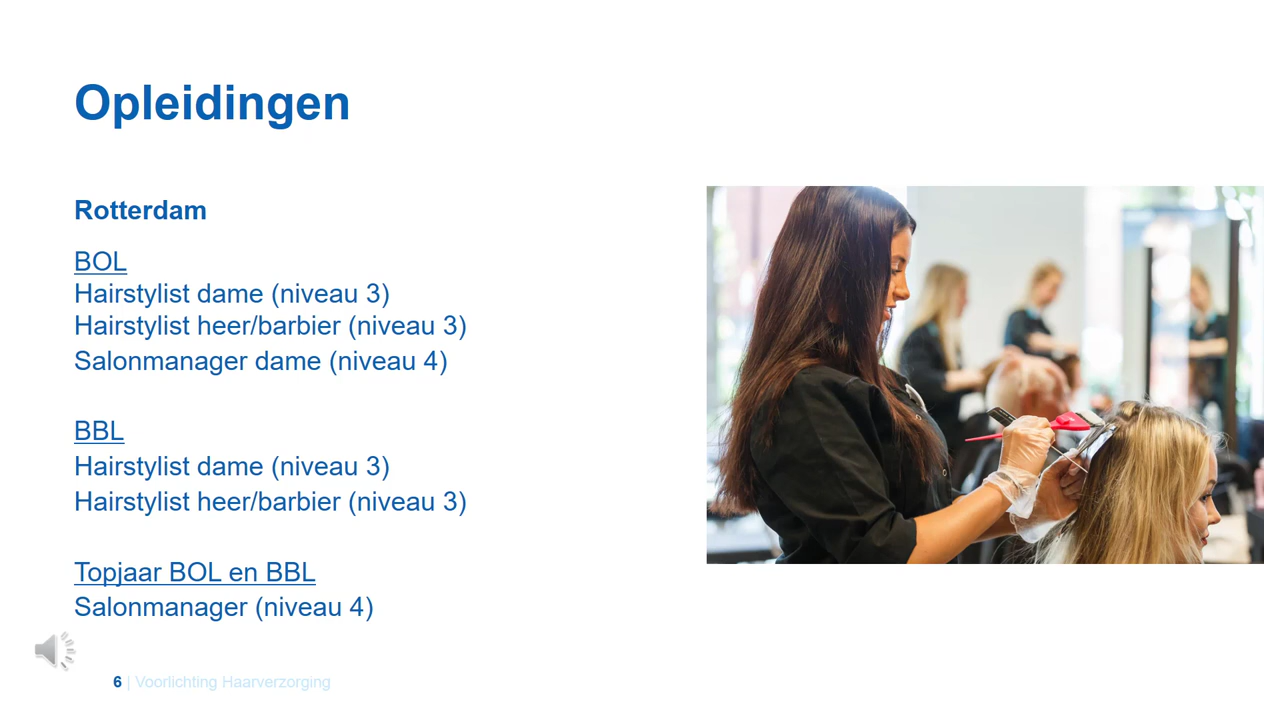 Opleidingen
Rotterdam
BOL
Hairstylist dame (niveau 3)
Hairstylist heer/barbier (niveau 3)
Salonmanager dame (niveau 4)
BBL
Hairstylist dame (niveau 3)
Hairstylist heer/barbier (niveau 3)
Topjaar BOL en BBL
Salonmanager (niveau 4)
6 | Voorlichting Haarverzorging